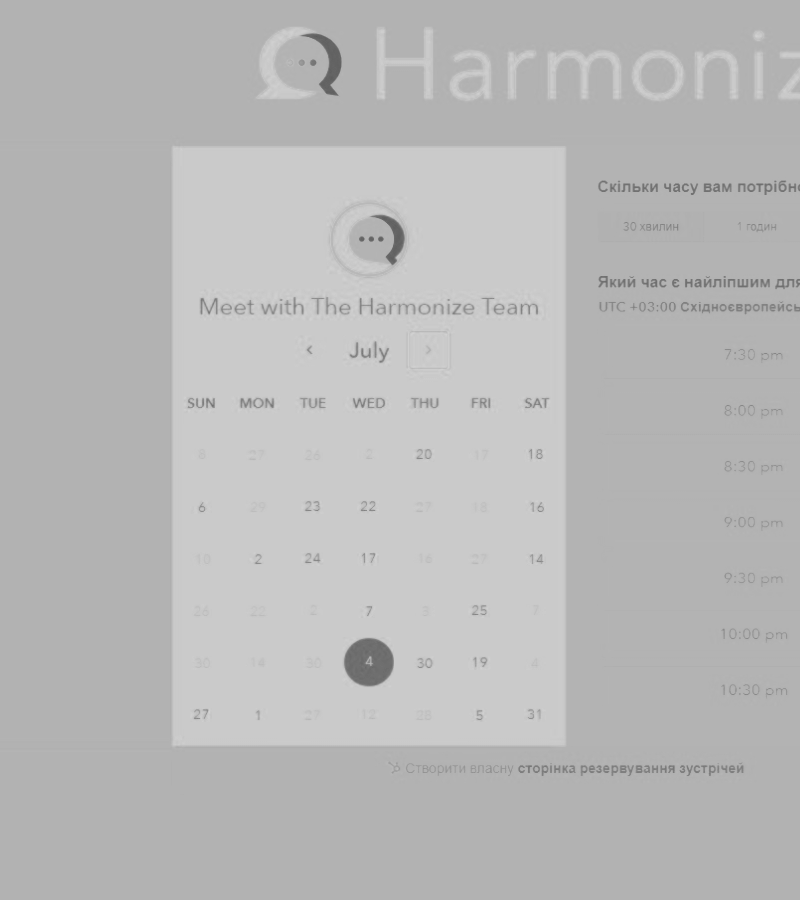 Harmoniz
Meet with The Harmonize Team
July
SUN MON TUE WED THU FRI SAT
8 27 26 2 20 17 18
6 29 23 22 27 18 16
10 2 24 17 16 27 14
26 22 2 7 3 25 7
30 14 30 4 30 19 4
27 1 27 12 28 5 31
Скільки часу вам потрібн
30 хвилин 1 годин
Який час є найліпшим для
UTC +03:00 Східноєвропейсь
7:30 pm
8:00 pm
8:30 pm
9:00 pm
9:30 pm
10:00 pm
10:30 pm
Створити власну сторінка резервування зустрічей